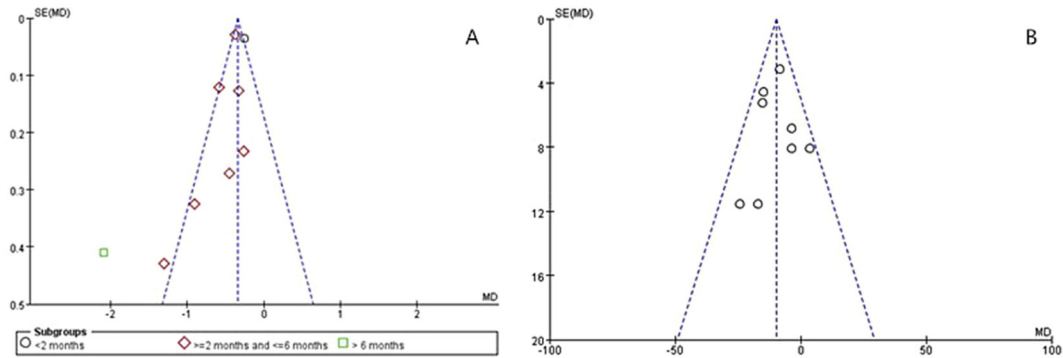 SE(MD)
A
0
0.1
0.2
0.3
0.4
0.5
MD
-2
-1
0
1
2
Subgroups
<2 months
>=2 months and <=6 months
> 6 months
SE(MD)
B
0
4
8
12
16
20
MD
-100
-50
0
50
100